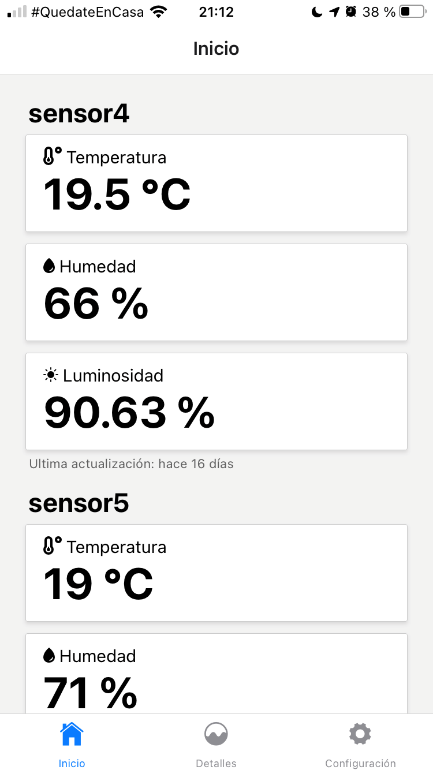 #QuedateEnCasa 21:12 38 %
Inicio
sensor4
Temperatura
19.5 °C
Humedad
66 %
Luminosidad
90.63 %
Ultima actualización: hace 16 días
sensor5
Temperatura
19 °C
Humedad
71 %
Inicio Detalles Configuración